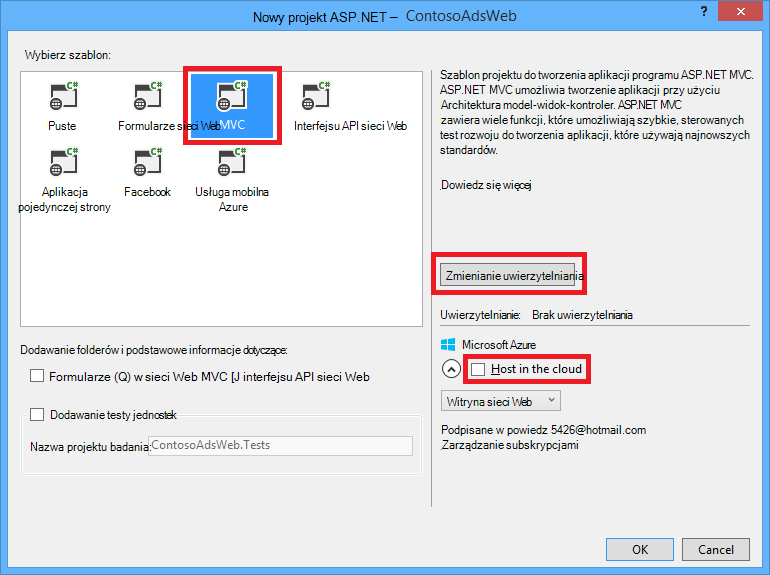 Nowy projekt ASP.NET – ContosoAdsWeb
?
Wybierz szablon:
C# C# C# C#
Puste
Formularze sieci Web
MVC
Interfejsu API sieci Web
C# C# C#
Aplikacja
pojedynczej strony
Facebook
Usługa mobilna
Azure
Szablon projektu do tworzenia aplikacji programu ASP.NET MVC.
ASP.NET MVC umożliwia tworzenie aplikacji przy użyciu
Architektura model-widok-kontroler. ASP.NET MVC
zawiera wiele funkcji, które umożliwiają szybkie, sterowanych
test rozwoju do tworzenia aplikacji, które używają najnowszych
standardów.
Dowiedz się więcej
Zmienianie uwierzytelniania
Uwierzytelnianie: Brak uwierzytelniania
Dodawanie folderów i podstawowe informacje dotyczące:
Formularze (Q) w sieci Web MVC [J interfejsu API sieci Web
Dodawanie testy jednostek
Nazwa projektu badania:
ContosoAdsWeb.Tests
Microsoft Azure
Host in the cloud
Witryna sieci Web
Podpisane w powiedz 5426@hotmail.com
Zarządzanie subskrypcjami
OK
Cancel